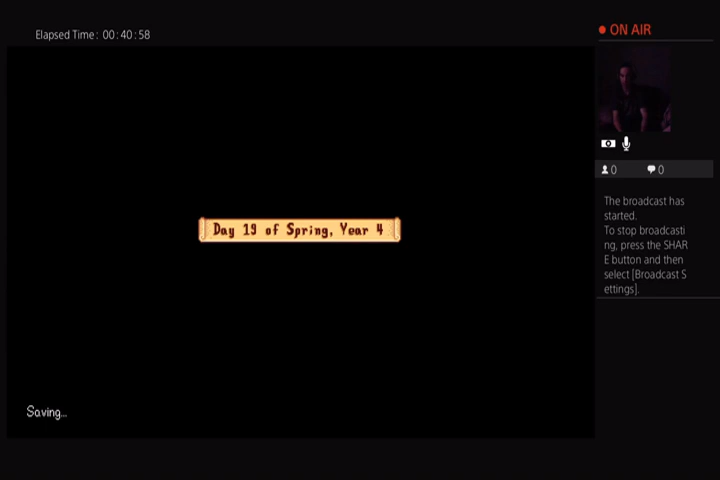 Elapsed Time: 00:40:58
ON AIR
0 0
Day 19 of Spring, Year 4
The broadcast has
started.
To stop broadcasti
ng, press the SHAR
E button and then
select [Broadcast S
ettings].
Saving...